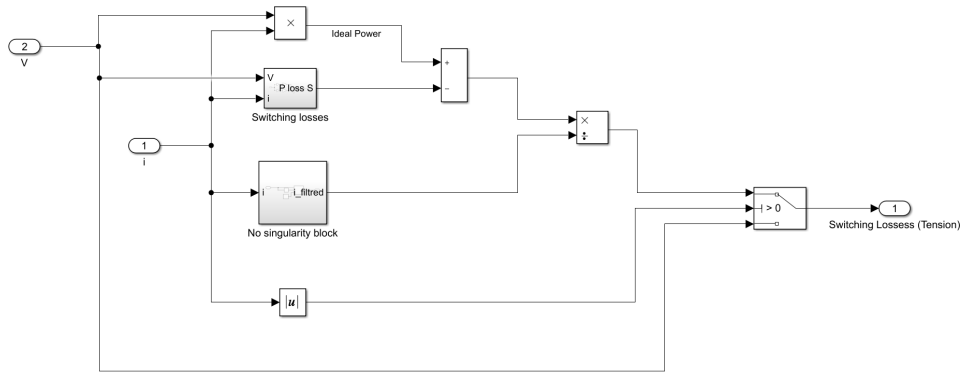 ×
Ideal Power
2
V
+
−
V
P loss S
i
Switching losses
×
÷
1
i
i
i_filtred
No singularity block
> 0
1
Switching Lossess (Tension)
|u|